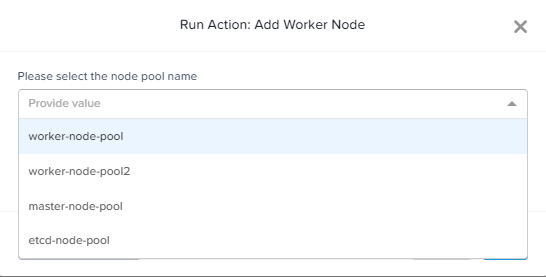 Run Action: Add Worker Node
Please select the node pool name
Provide value
worker-node-pool
worker-node-pool2
master-node-pool
etcd-node-pool